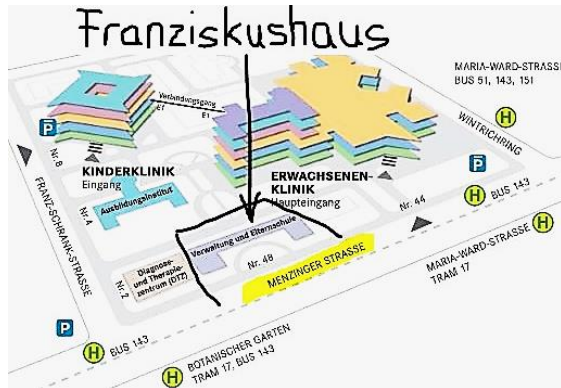 Franziskushaus
MARIA-WARD-STRASSE
BUS 51, 143, 151
H
WINTRICHRING
Verbindungsgang
E1
E1
P
Nr. 8
KINDERKLINIK
Eingang
ERWACHSENEN-
KLINIK
Haupteingang
P
H BUS 143
Nr. 44
FRANZ-SCHRANK-STRASSE
Nr. 4
Ausbildungsinstitut
Verwaltung und Elternschule
Nr. 48
MENZINGER STRASSE
MARIA-WARD-STRASSE
TRAM 17
H
Diagnose-
und Therapie-
zentrum (DTZ)
Nr. 2
P
H BUS 143
H BOTANISCHER GARTEN
TRAM 17, BUS 143